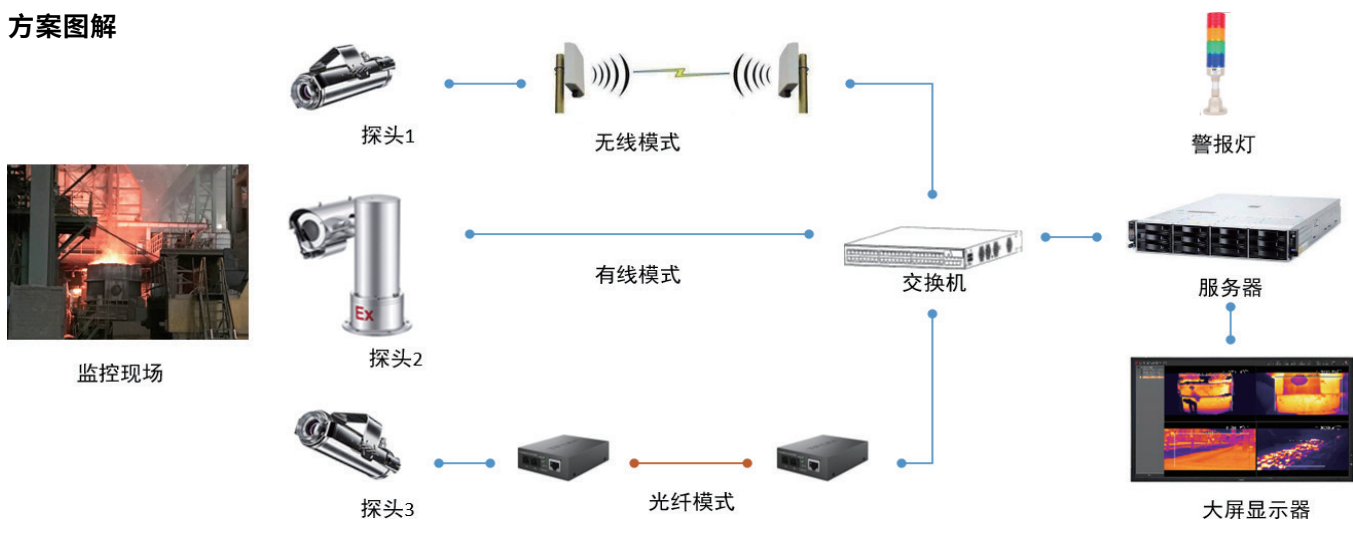 方案图解
探头1
无线模式
警报灯
有线模式
交换机
服务器
Ex
探头2
监控现场
探头3
光纤模式
大屏显示器